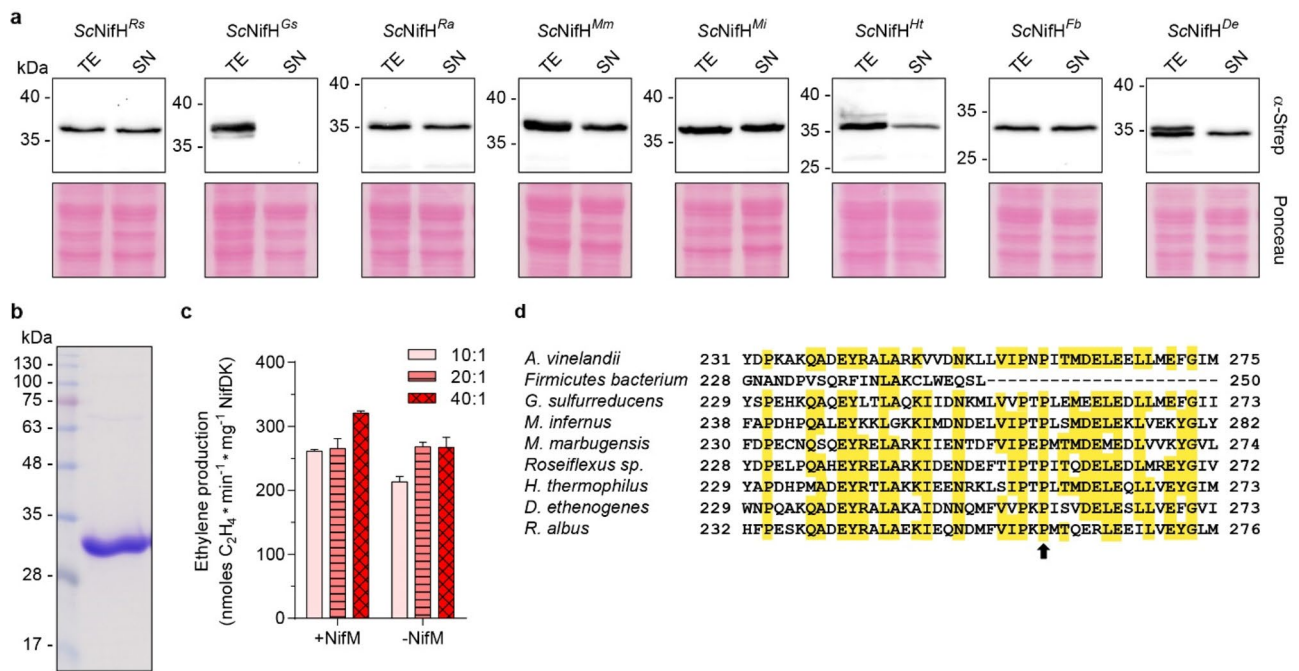 a
ScNifH^Rs ScNifH^Gs ScNifH^Ra ScNifH^Mm ScNifH^Mi ScNifH^Ht ScNifH^Fb ScNifH^De
kDa TE SN TE SN TE SN TE SN TE SN TE SN TE SN TE SN
40 - 35 -
40 - 35 -
40 - 35 -
40 - 35 -
40 - 35 -
40 - 35 - 25 -
35 - 25 -
40 - 35 - 25 -
α-Strep
Ponceau
b
kDa
130 -
100 -
75 -
63 -
48 -
35 -
28 -
17 -
c
10:1
20:1
40:1
Ethylene production
(nmoles C₂H₄ * min⁻¹ * mg⁻¹ NifDK)
400
300
200
100
0
+NifM -NifM
d
A. vinelandii 231 YDPKAKQADEYRALARKVVDNKLLVIPNPITMDELEELLMEFGIM 275
Firmicutes bacterium 228 GNANDPVSQRFINLAKCLWEQSL---------------------- 250
G. sulfurreducens 229 YSPEHKQAQEYLTLAQKIIDNKMLVVPTPLEMEELEDLLMEFGII 273
M. infernus 238 FAPDHPQALEYKKLGKKIMDNKDLVIPTPLSMDELEKLVEKYGLY 282
M. marbugensis 230 FDPECNQSQEYRELARKIIENTDFVIPEPMTMDEMEDLVVKYGVL 274
Roseiflexus sp. 228 YDPELPQAHEYRELARKIDENDEFTIPTPITQDELEDLMREYGIV 272
H. thermophilus 229 YAPDHPMADEYRTLAKKIEENRKLSIPTPLTMDELEQLLVEYGIM 273
D. ethenogenes 229 WNPQAKQADEYRALAKAIDNNQMFVVPKPISVDELESLLVEFGVI 273
R. albus 232 HFPESKQADEYRALAEKIEQNDMFVIPKPMTQERLEEILVEYGLM 276